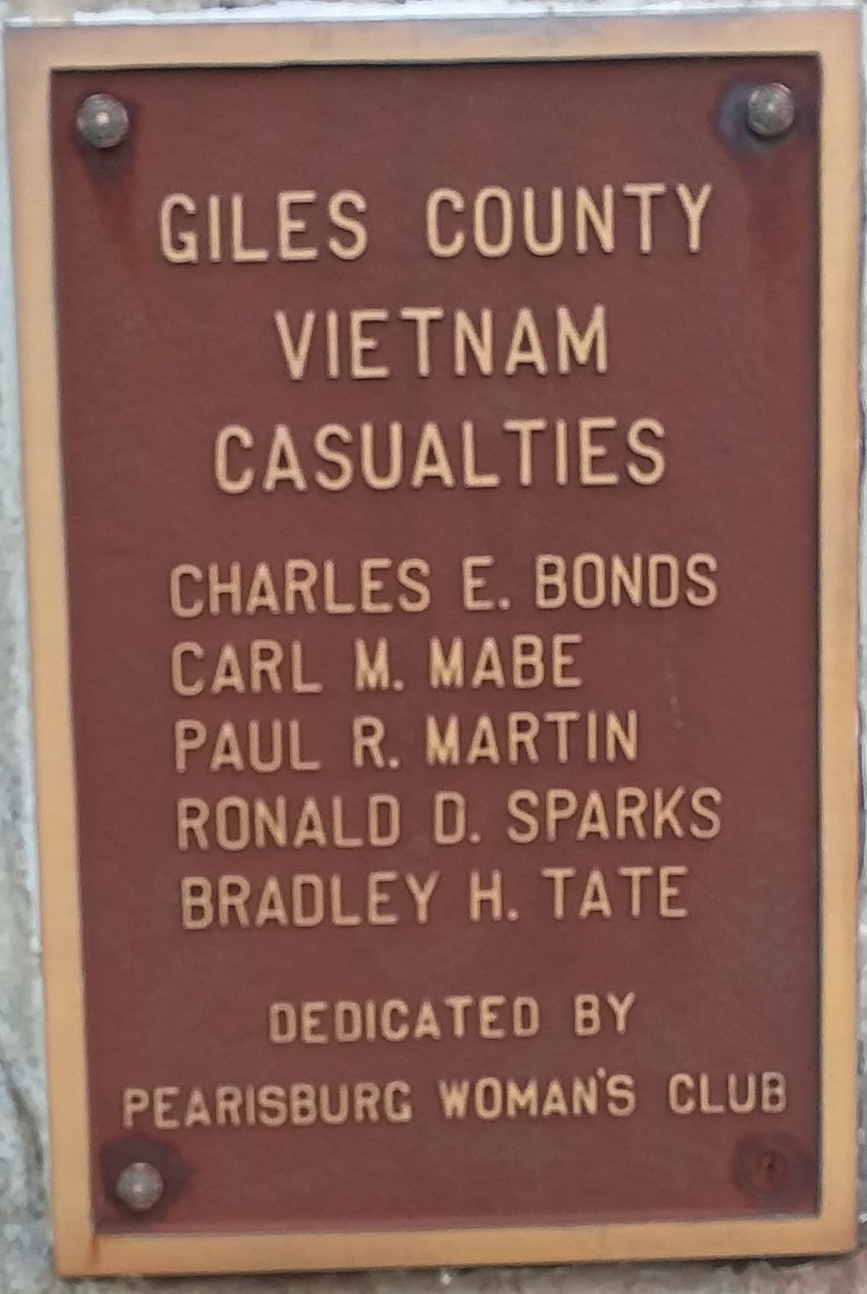 GILES COUNTY
VIETNAM
CASUALTIES
CHARLES E. BONDS
CARL M. MABE
PAUL R. MARTIN
RONALD D. SPARKS
BRADLEY H. TATE
DEDICATED BY
PEARISBURG WOMAN'S CLUB